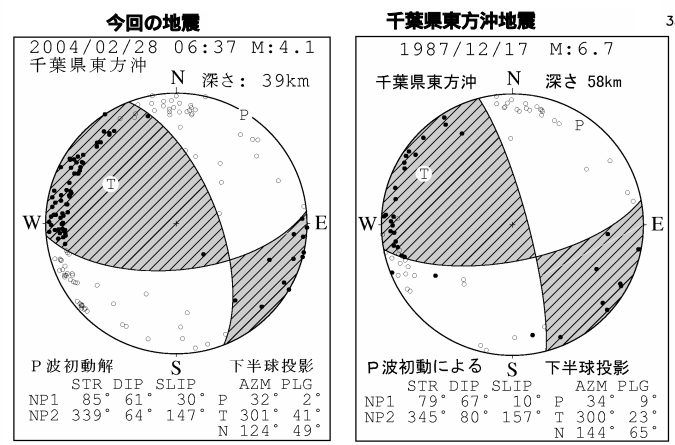 今回の地震
2004/02/28 06:37 M:4.1
千葉県東方沖
深さ: 39km
N
P
T
W
E
S
P波初動解
下半球投影
STR DIP SLIP AZM PLG
NP1 85° 61° 30° P 32° 2°
NP2 339° 64° 147° T 301° 41°
N 124° 49°
千葉県東方沖地震
3
1987/12/17 M:6.7
千葉県東方沖
深さ 58km
N
P
T
W
E
S
P波初動による
下半球投影
STR DIP SLIP AZM PLG
NP1 79° 67° 10° P 34° 9°
NP2 345° 80° 157° T 300° 23°
N 144° 65°